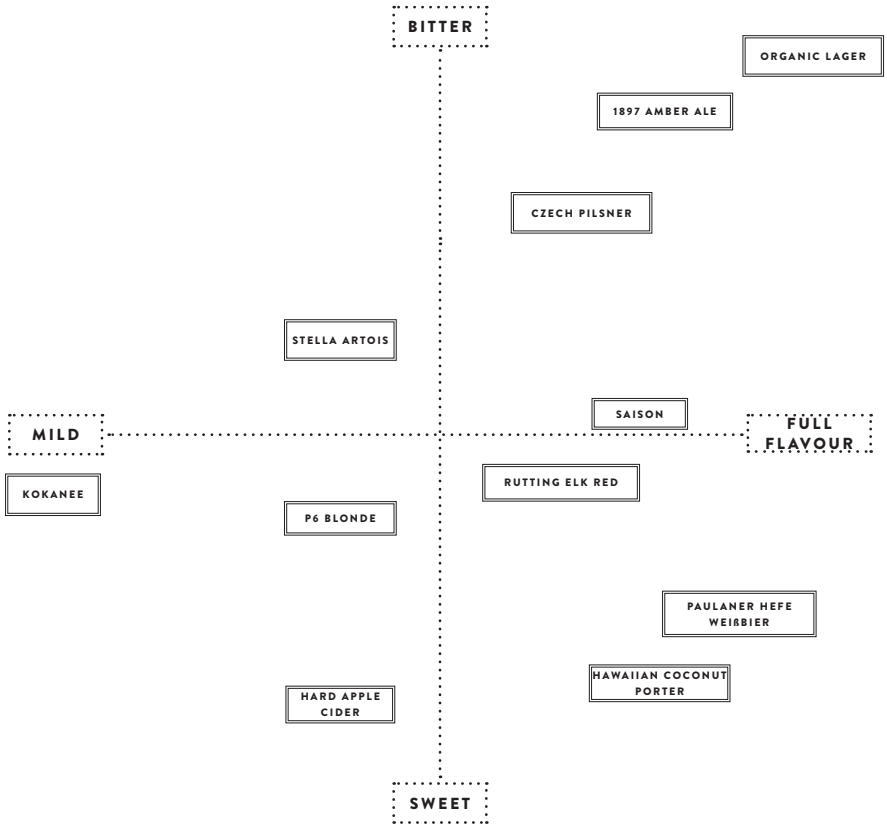 BITTER
ORGANIC LAGER
1897 AMBER ALE
CZECH PILSNER
STELLA ARTOIS
SAISON
MILD
FULL
FLAVOUR
RUTTING ELK RED
KOKANEE
P6 BLONDE
PAULANER HEFE
WEIßBIER
HAWAIIAN COCONUT
PORTER
HARD APPLE
CIDER
SWEET